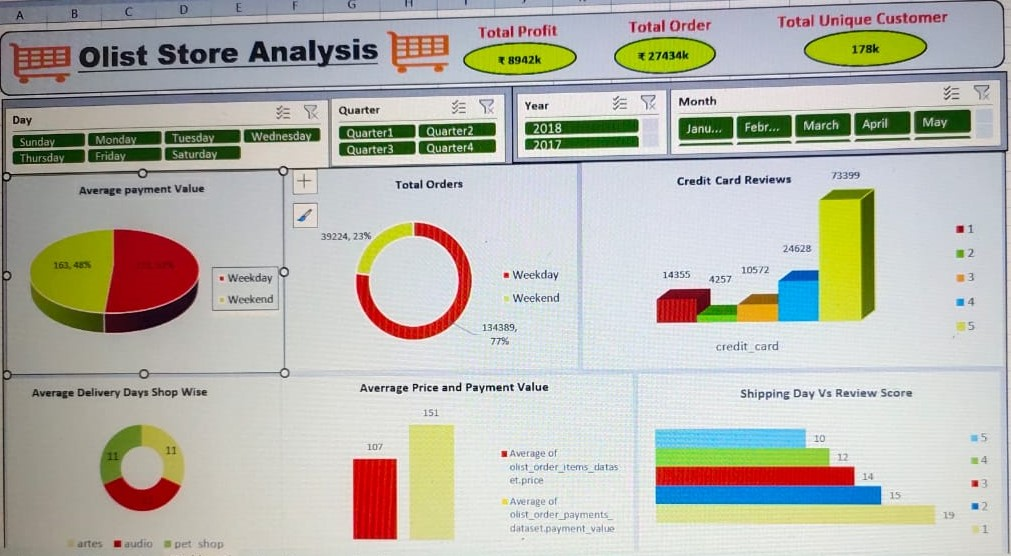 A B C D E F G H
Olist Store Analysis
Total Profit
₹ 8942k
Total Order
₹ 27434k
Total Unique Customer
178k
Day
Sunday Monday Tuesday Wednesday
Thursday Friday Saturday
Quarter
Quarter1 Quarter2
Quarter3 Quarter4
Year
2018
2017
Month
Janu... Febr... March April May
Average payment Value
163, 48%
Weekday
Weekend
Total Orders
39224, 23%
134389,
77%
Weekday
Weekend
Credit Card Reviews
14355
4257
10572
24628
73399
credit_card
1
2
3
4
5
Average Delivery Days Shop Wise
11
11
artes audio pet shop
Averrage Price and Payment Value
107
151
Average of
olist_order_items_datas
et.price
Average of
olist_order_payments_
dataset.payment_value
Shipping Day Vs Review Score
10
12
14
15
19
5
4
3
2
1